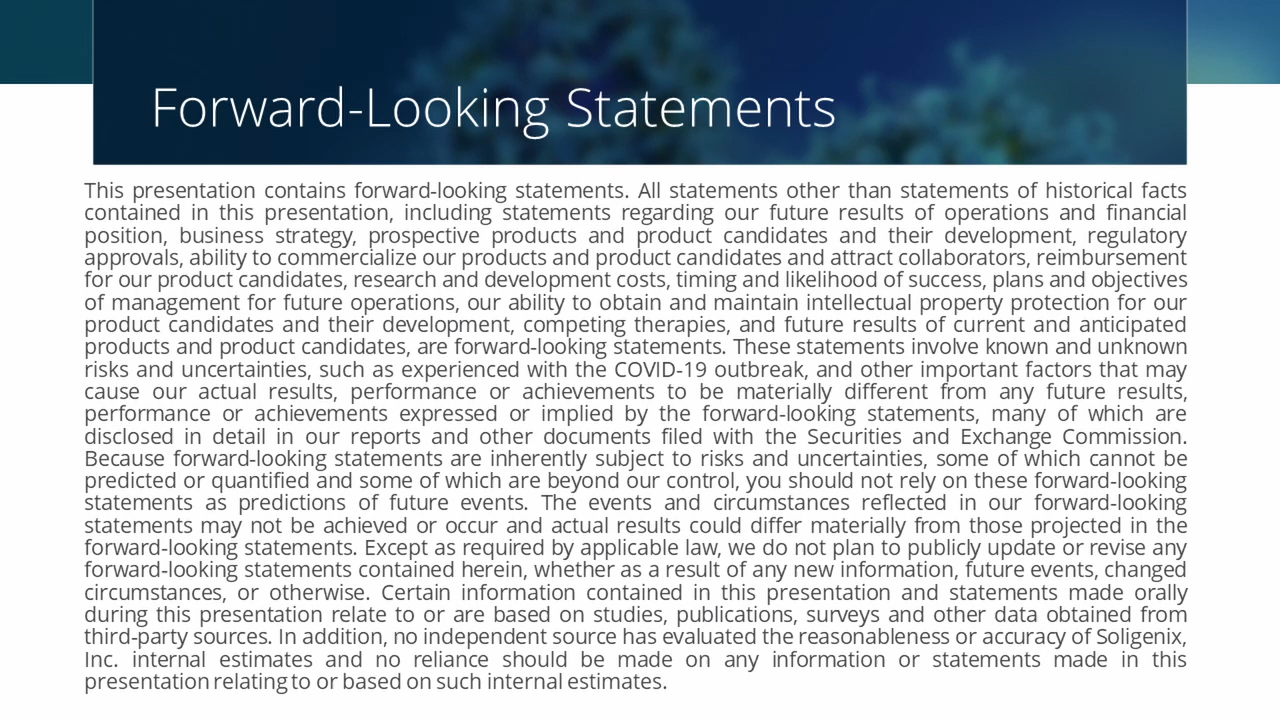 Forward-Looking Statements
This presentation contains forward-looking statements. All statements other than statements of historical facts
contained in this presentation, including statements regarding our future results of operations and financial
position, business strategy, prospective products and product candidates and their development, regulatory
approvals, ability to commercialize our products and product candidates and attract collaborators, reimbursement
for our product candidates, research and development costs, timing and likelihood of success, plans and objectives
of management for future operations, our ability to obtain and maintain intellectual property protection for our
product candidates and their development, competing therapies, and future results of current and anticipated
products and product candidates, are forward-looking statements. These statements involve known and unknown
risks and uncertainties, such as experienced with the COVID-19 outbreak, and other important factors that may
cause our actual results, performance or achievements to be materially different from any future results,
performance or achievements expressed or implied by the forward-looking statements, many of which are
disclosed in detail in our reports and other documents filed with the Securities and Exchange Commission.
Because forward-looking statements are inherently subject to risks and uncertainties, some of which cannot be
predicted or quantified and some of which are beyond our control, you should not rely on these forward-looking
statements as predictions of future events. The events and circumstances reflected in our forward-looking
statements may not be achieved or occur and actual results could differ materially from those projected in the
forward-looking statements. Except as required by applicable law, we do not plan to publicly update or revise any
forward-looking statements contained herein, whether as a result of any new information, future events, changed
circumstances, or otherwise. Certain information contained in this presentation and statements made orally
during this presentation relate to or are based on studies, publications, surveys and other data obtained from
third-party sources. In addition, no independent source has evaluated the reasonableness or accuracy of Soligenix,
Inc. internal estimates and no reliance should be made on any information or statements made in this
presentation relating to or based on such internal estimates.